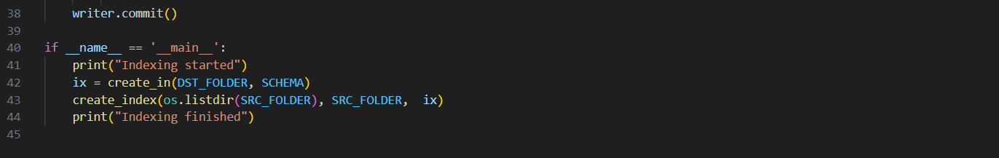 38 writer.commit()
39
40 if __name__ == '__main__':
41 print("Indexing started")
42 ix = create_in(DST_FOLDER, SCHEMA)
43 create_index(os.listdir(SRC_FOLDER), SRC_FOLDER,  ix)
44 print("Indexing finished")
45